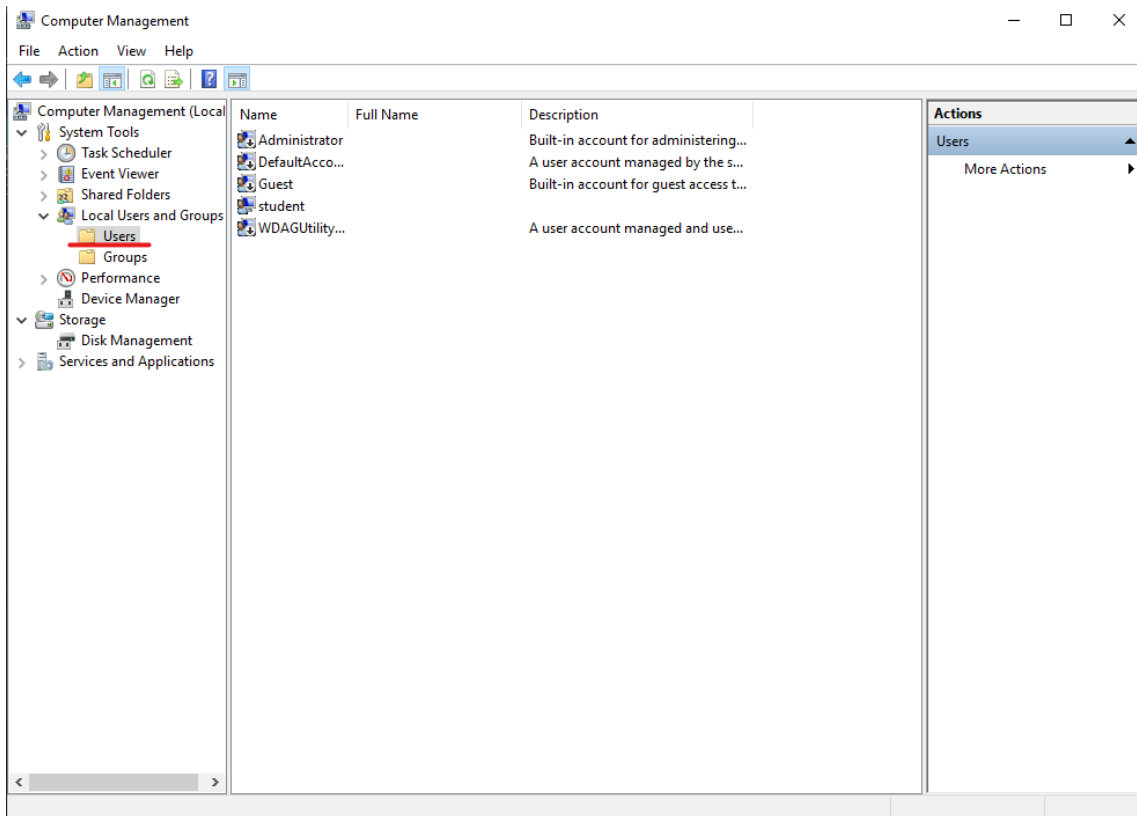 Computer Management
File Action View Help
Computer Management (Local
System Tools
Task Scheduler
Event Viewer
Shared Folders
Local Users and Groups
Users
Groups
Performance
Device Manager
Storage
Disk Management
Services and Applications
Name Full Name Description
Administrator Built-in account for administering...
DefaultAcco... A user account managed by the s...
Guest Built-in account for guest access t...
student
WDAGUtility... A user account managed and use...
Actions
Users
More Actions